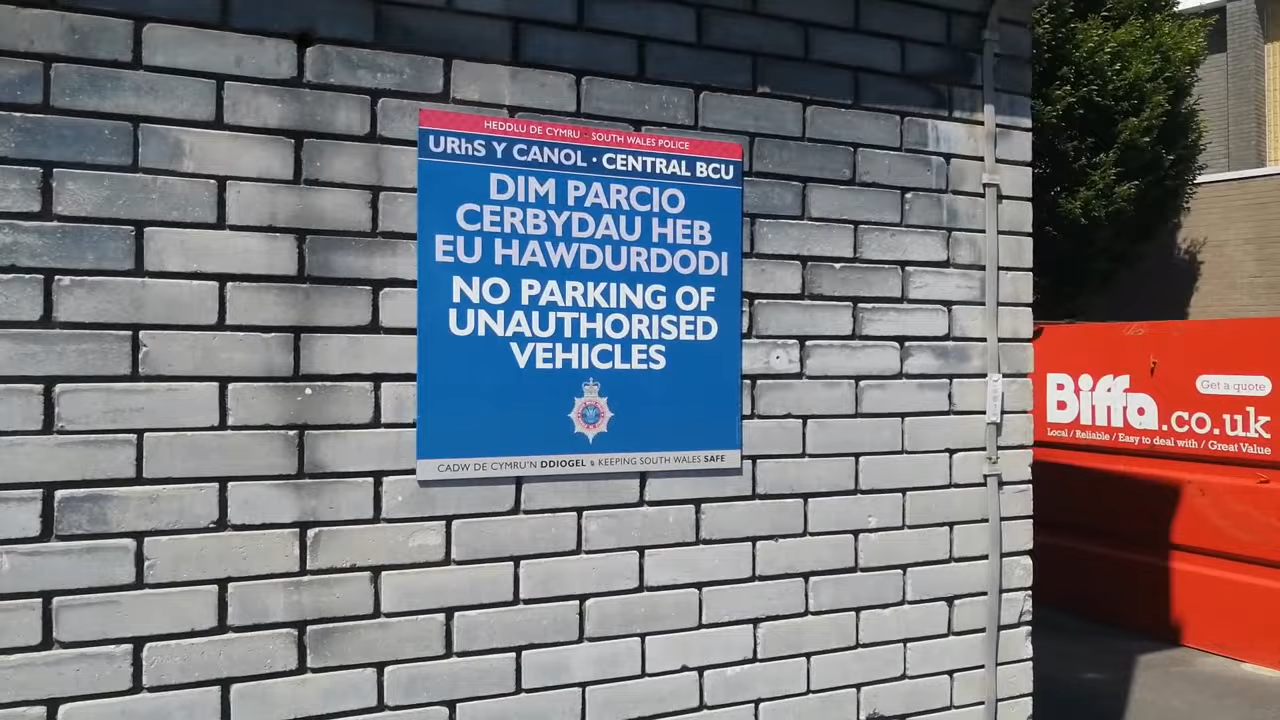 HEDDLU DE CYMRU - SOUTH WALES POLICE
URhS Y CANOL · CENTRAL BCU
DIM PARCIO
CERBYDAU HEB
EU HAWDURDODI
NO PARKING OF
UNAUTHORISED
VEHICLES
CADW DE CYMRU'N DDIOGEL KEEPING SOUTH WALES SAFE
Get a quote
Biffa.co.uk
Local / Reliable / Easy to deal with / Great Value